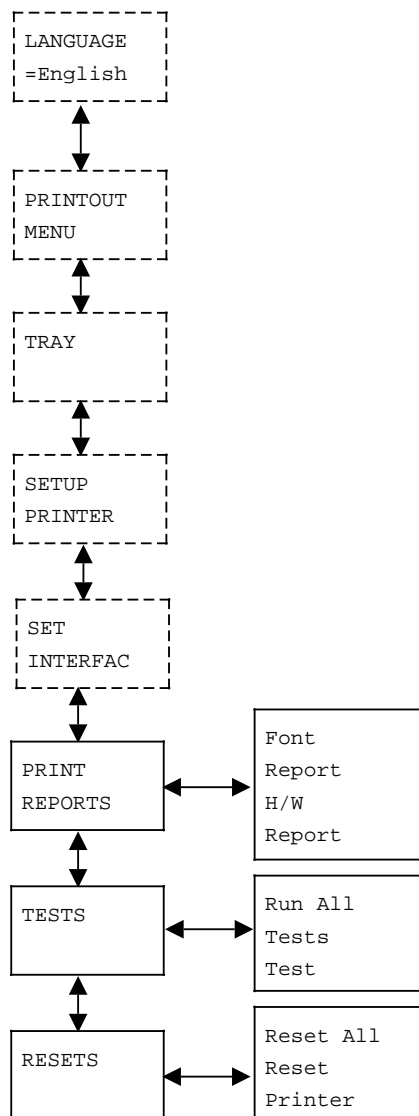 LANGUAGE
=English
PRINTOUT
MENU
TRAY
SETUP
PRINTER
SET
INTERFAC
PRINT
REPORTS
Font
Report
H/W
Report
TESTS
Run All
Tests
Test
RESETS
Reset All
Reset
Printer